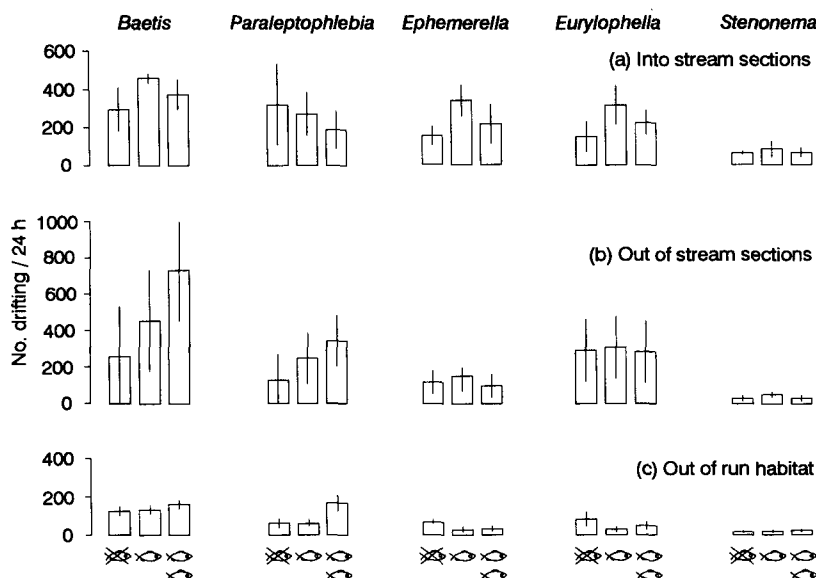 Baetis Paraleptophlebia Ephemerella Eurylophella Stenonema
(a) Into stream sections
600
400
200
0
No. drifting / 24 h
(b) Out of stream sections
1000
800
600
400
200
0
(c) Out of run habitat
400
200
0